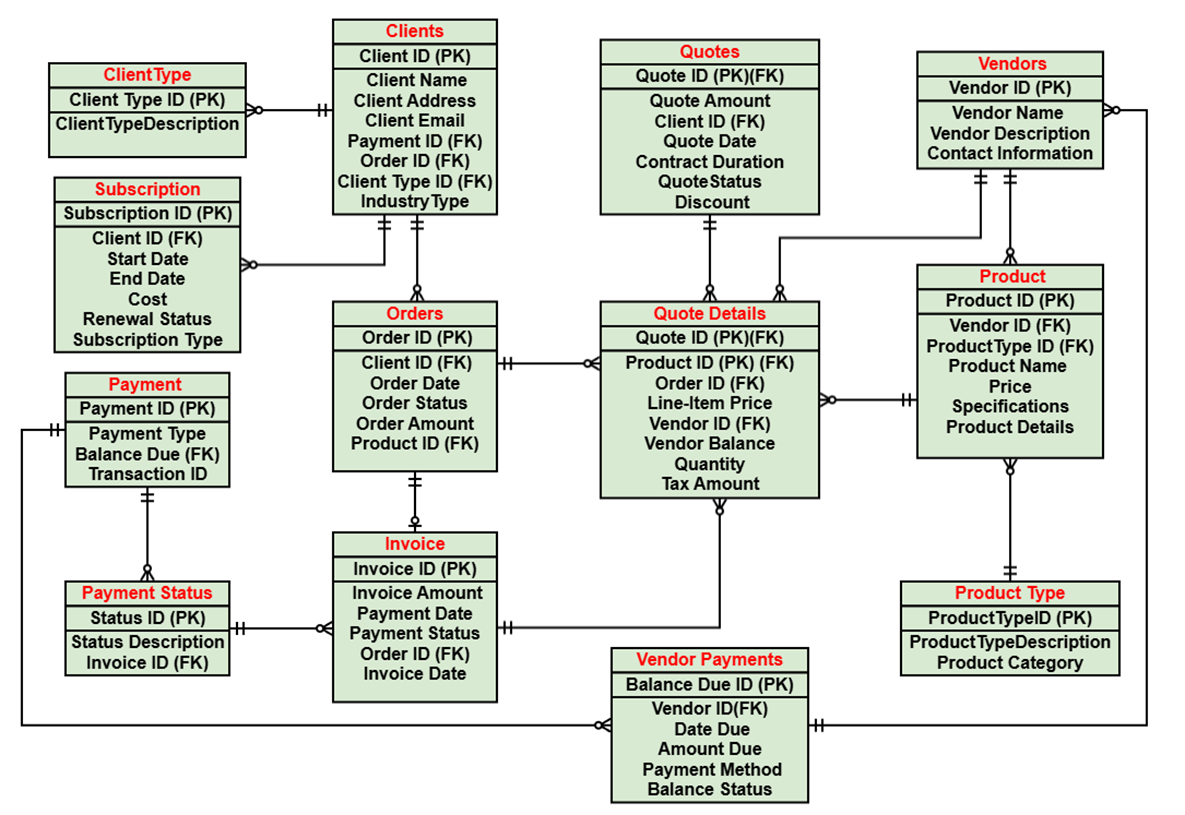 Clients
Client ID (PK)
Client Name
Client Address
Client Email
Payment ID (FK)
Order ID (FK)
Client Type ID (FK)
IndustryType
Quotes
Quote ID (PK)(FK)
Quote Amount
Client ID (FK)
Quote Date
Contract Duration
QuoteStatus
Discount
Vendors
Vendor ID (PK)
Vendor Name
Vendor Description
Contact Information
ClientType
Client Type ID (PK)
ClientTypeDescription
Subscription
Subscription ID (PK)
Client ID (FK)
Start Date
End Date
Cost
Renewal Status
Subscription Type
Orders
Order ID (PK)
Client ID (FK)
Order Date
Order Status
Order Amount
Product ID (FK)
Quote Details
Quote ID (PK)(FK)
Product ID (PK) (FK)
Order ID (FK)
Line-Item Price
Vendor ID (FK)
Vendor Balance
Quantity
Tax Amount
Product
Product ID (PK)
Vendor ID (FK)
ProductType ID (FK)
Product Name
Price
Specifications
Product Details
Payment
Payment ID (PK)
Payment Type
Balance Due (FK)
Transaction ID
Invoice
Invoice ID (PK)
Invoice Amount
Payment Date
Payment Status
Order ID (FK)
Invoice Date
Payment Status
Status ID (PK)
Status Description
Invoice ID (FK)
Product Type
ProductTypeID (PK)
ProductTypeDescription
Product Category
Vendor Payments
Balance Due ID (PK)
Vendor ID(FK)
Date Due
Amount Due
Payment Method
Balance Status